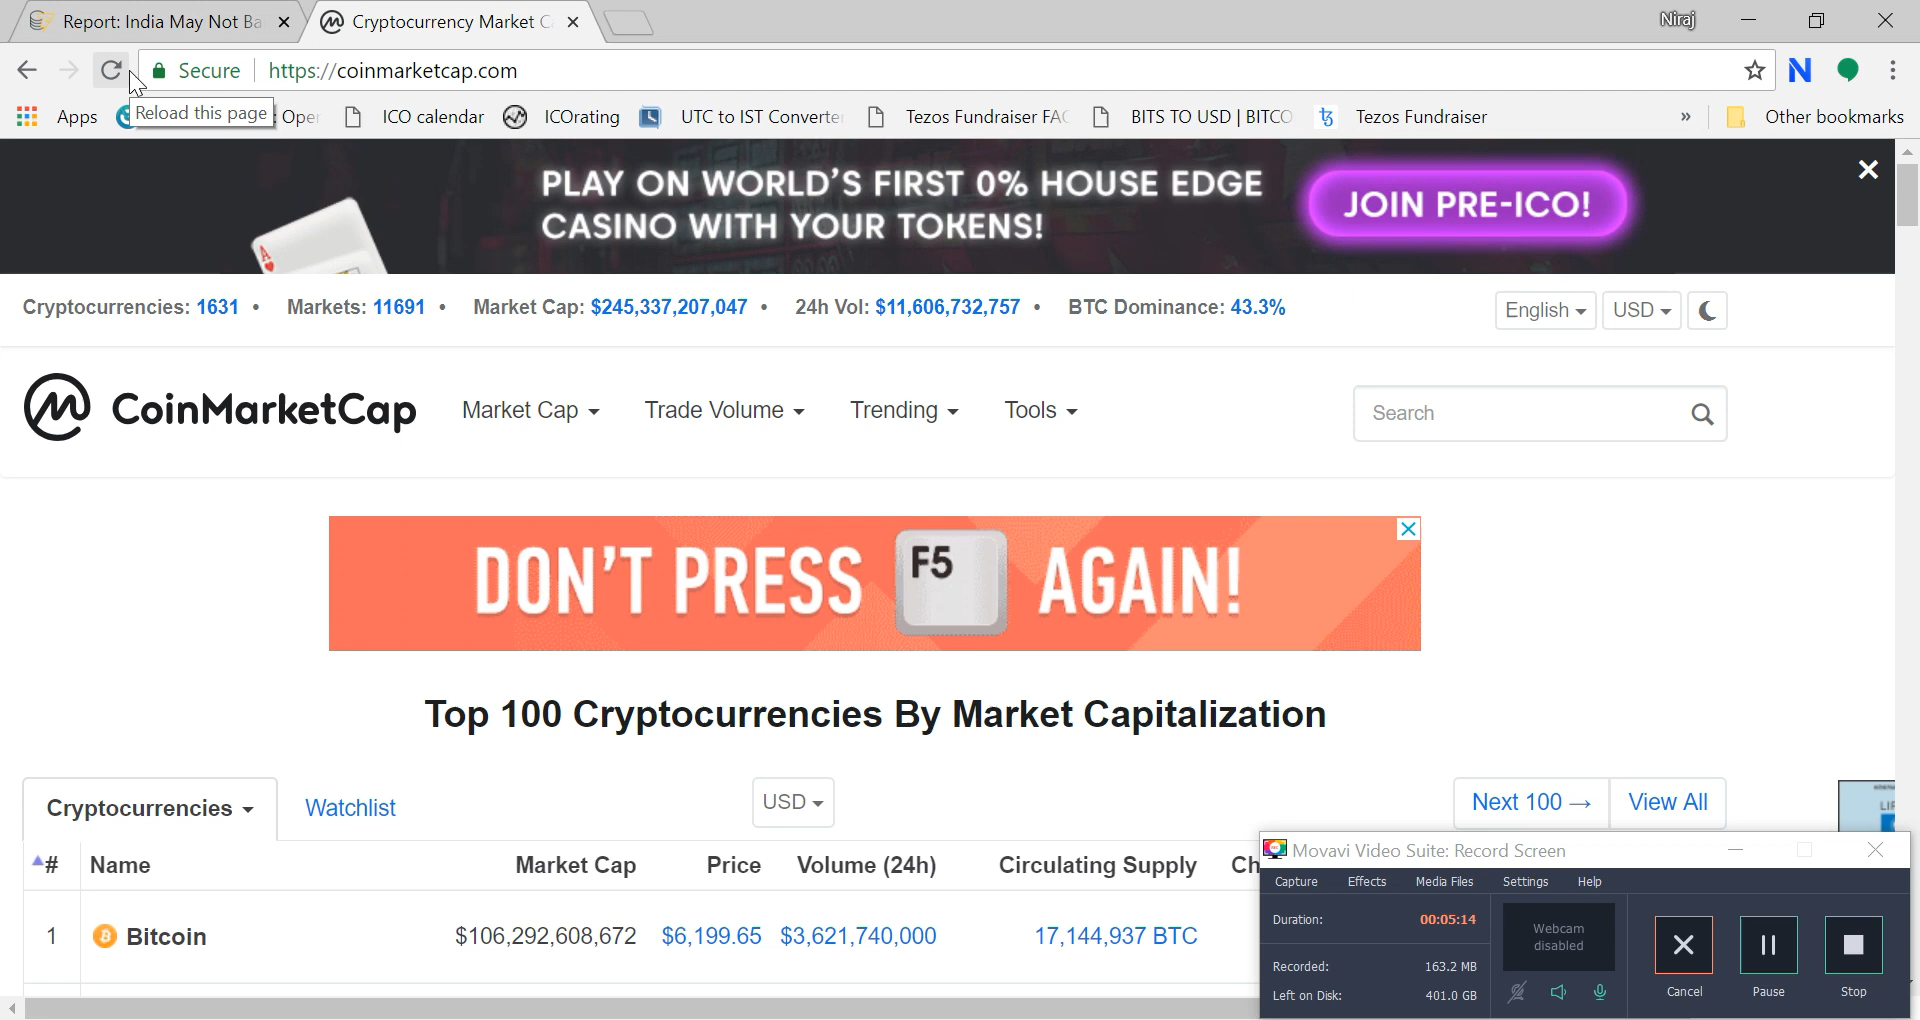 Report: India May Not Ba
Cryptocurrency Market C
Niraj
Secure
https://coinmarketcap.com
Reload this page
Apps
: Oper
ICO calendar
ICOrating
UTC to IST Converter
Tezos Fundraiser FAC
BITS TO USD | BITCO
Tezos Fundraiser
»
Other bookmarks
PLAY ON WORLD'S FIRST 0% HOUSE EDGE
CASINO WITH YOUR TOKENS!
JOIN PRE-ICO!
A
Cryptocurrencies: 1631 • Markets: 11691 • Market Cap: $245,337,207,047 • 24h Vol: $11,606,732,757 • BTC Dominance: 43.3%
English
USD
CoinMarketCap
Market Cap
Trade Volume
Trending
Tools
Search
DON'T PRESS F5 AGAIN!
Top 100 Cryptocurrencies By Market Capitalization
Cryptocurrencies
Watchlist
USD
Next 100 →
View All
LIF
# Name Market Cap Price Volume (24h) Circulating Supply Ch
1 Bitcoin $106,292,608,672 $6,199.65 $3,621,740,000 17,144,937 BTC
Movavi Video Suite: Record Screen
Capture Effects Media Files Settings Help
Duration: 00:05:14
Webcam
disabled
Recorded: 163.2 MB
Left on Disk: 401.0 GB
Cancel
Pause
Stop